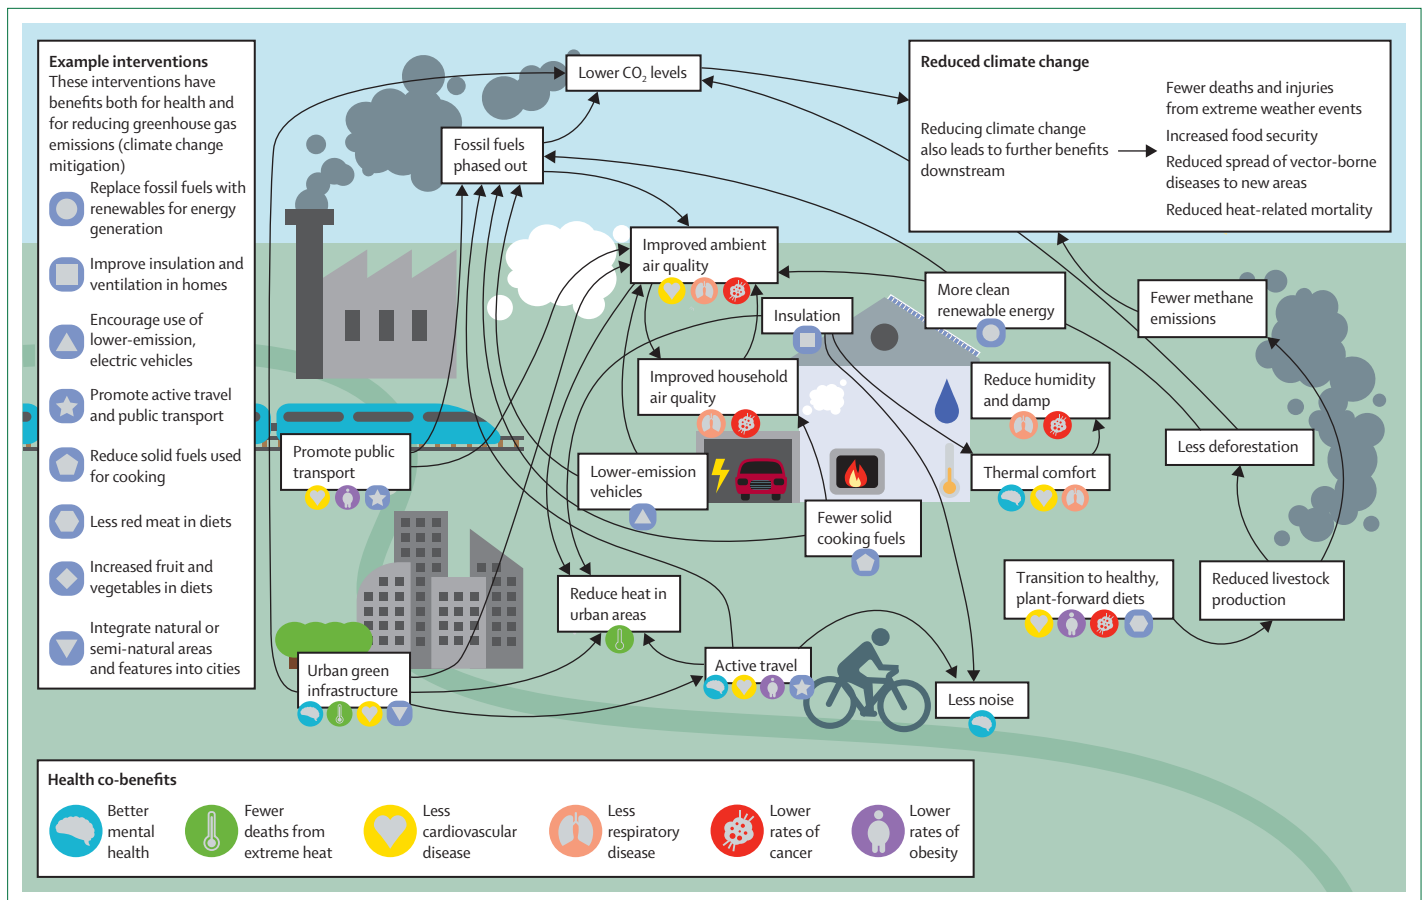 Example interventions
These interventions have
benefits both for health and
for reducing greenhouse gas
emissions (climate change
mitigation)
Replace fossil fuels with
renewables for energy
generation
Improve insulation and
ventilation in homes
Encourage use of
lower-emission,
electric vehicles
Promote active travel
and public transport
Reduce solid fuels used
for cooking
Less red meat in diets
Increased fruit and
vegetables in diets
Integrate natural or
semi-natural areas
and features into cities
Lower CO₂ levels
Fossil fuels
phased out
Reduced climate change
Reducing climate change
also leads to further benefits
downstream
Fewer deaths and injuries
from extreme weather events
Increased food security
Reduced spread of vector-borne
diseases to new areas
Reduced heat-related mortality
Improved ambient
air quality
More clean
renewable energy
Fewer methane
emissions
Insulation
Improved household
air quality
Reduce humidity
and damp
Promote public
transport
Lower-emission
vehicles
Thermal comfort
Less deforestation
Fewer solid
cooking fuels
Reduce heat in
urban areas
Transition to healthy,
plant-forward diets
Reduced livestock
production
Urban green
infrastructure
Active travel
Less noise
Health co-benefits
Better
mental
health
Fewer
deaths from
extreme heat
Less
cardiovascular
disease
Less
respiratory
disease
Lower
rates of
cancer
Lower
rates of
obesity